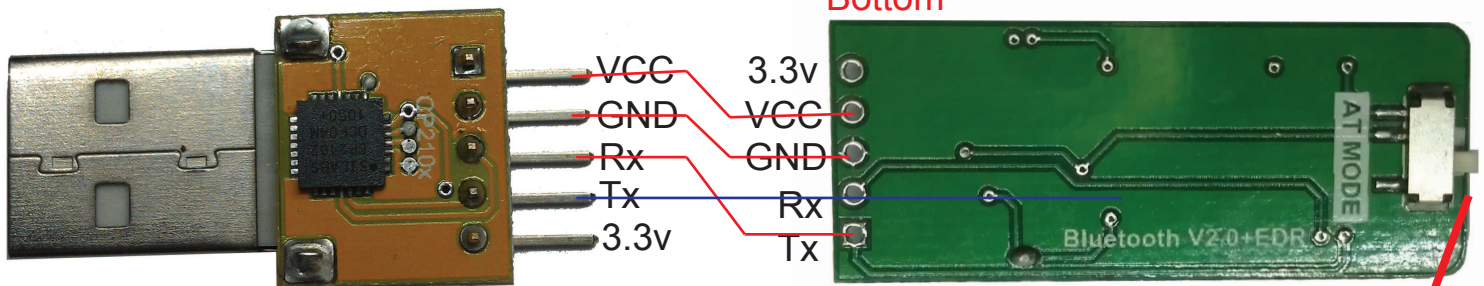 Bottom
VCC
GND
Rx
Tx
3.3v
3.3v
VCC
GND
Rx
Tx
CP210x
AT MODE
Bluetooth V2.0+EDR